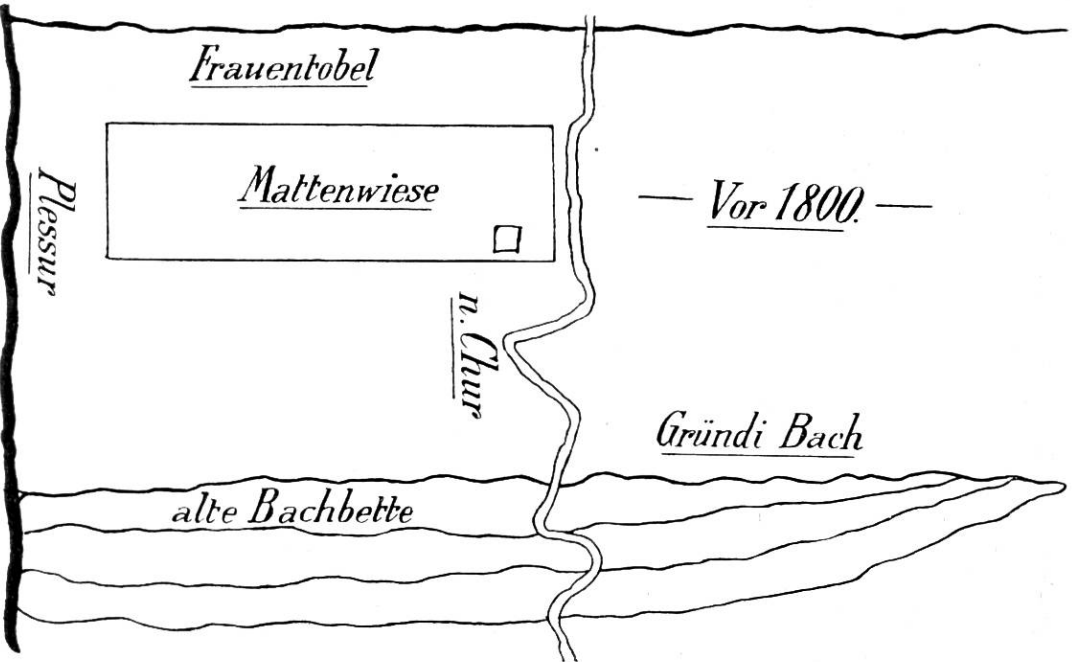 Frauentobel
Plessur
Mattenwiese
— Vor 1800. —
n. Chur
Gründi Bach
alte Bachbette